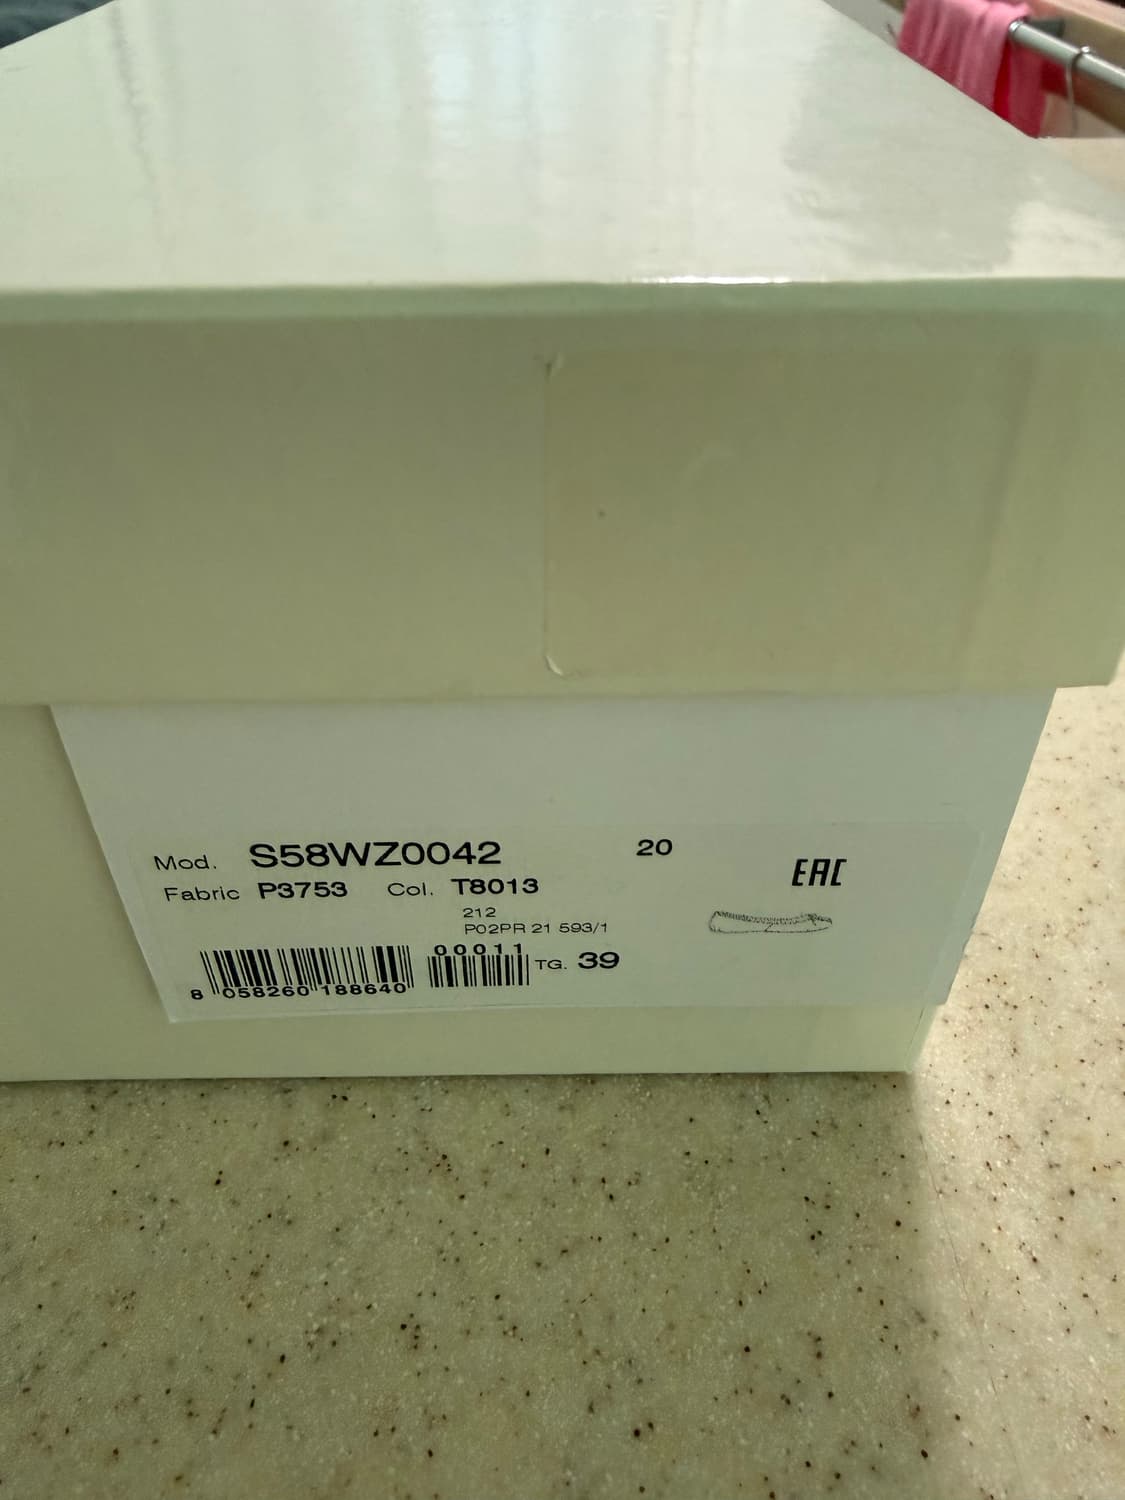 Mod. S58WZ0042 20
Fabric P3753 Col. T8013
EAC
212
P02PR 21 593/1
00011
TG. 39
8 058260 188640